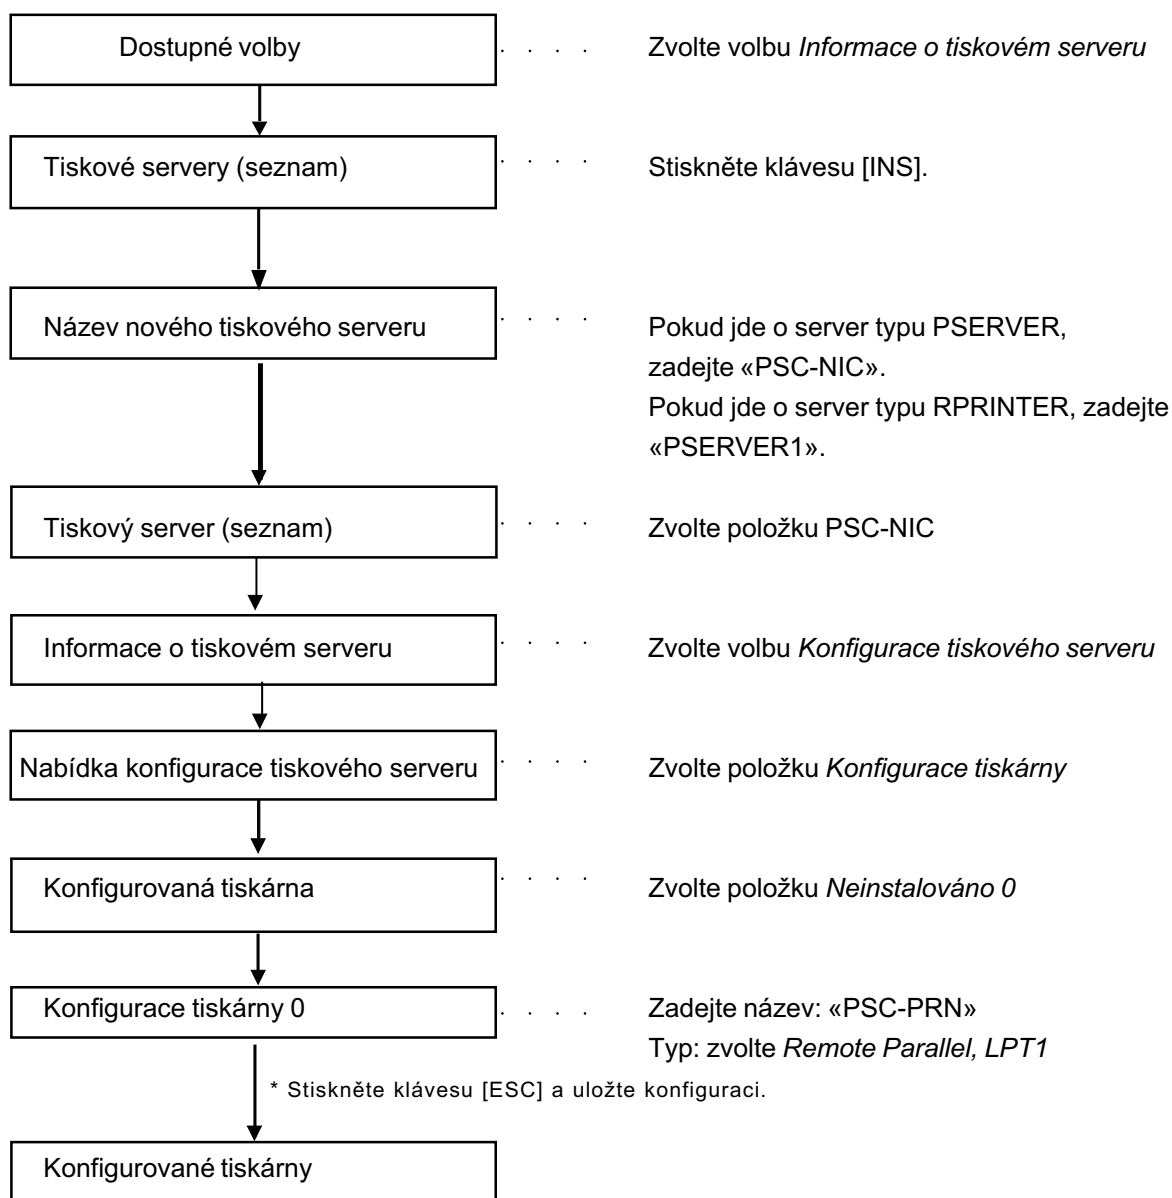 Dostupné volby . . . . Zvolte volbu Informace o tiskovém serveru
Tiskové servery (seznam) . . . . Stiskněte klávesu [INS].
Název nového tiskového serveru . . . . Pokud jde o server typu PSERVER,
zadejte «PSC-NIC».
Pokud jde o server typu RPRINTER, zadejte
«PSERVER1».
Tiskový server (seznam) . . . . Zvolte položku PSC-NIC
Informace o tiskovém serveru . . . . Zvolte volbu Konfigurace tiskového serveru
Nabídka konfigurace tiskového serveru . . . . Zvolte položku Konfigurace tiskárny
Konfigurovaná tiskárna . . . . Zvolte položku Neinstalováno 0
Konfigurace tiskárny 0 . . . . Zadejte název: «PSC-PRN»
Typ: zvolte Remote Parallel, LPT1
* Stiskněte klávesu [ESC] a uložte konfiguraci.
Konfigurované tiskárny